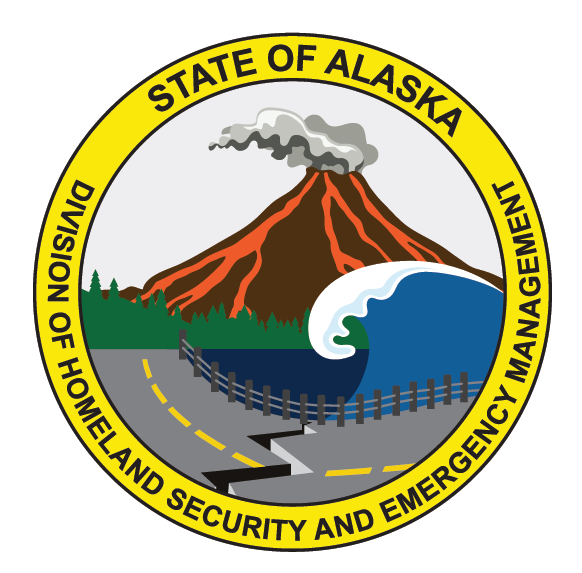 STATE OF ALASKA
DIVISION OF HOMELAND SECURITY AND EMERGENCY MANAGEMENT